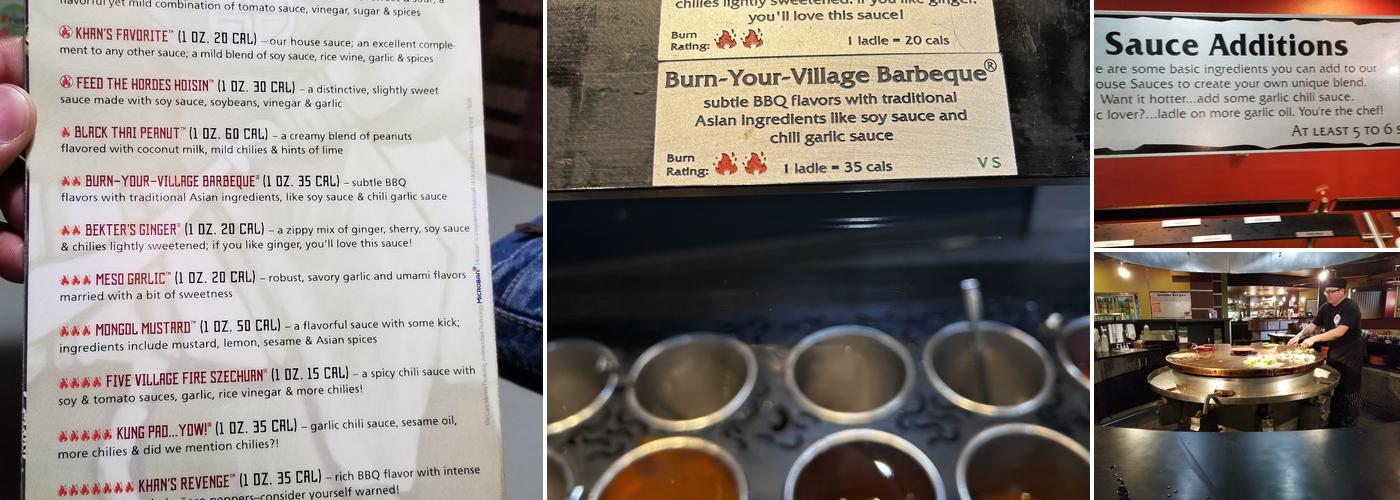 flavorful yet mild combination of tomato sauce, vinegar, sugar & spices
KHAN'S FAVORITE™ (1 OZ. 20 CAL) – our house sauce; an excellent comple-
ment to any other sauce; a mild blend of soy sauce, rice wine, garlic & spices
FEED THE HORDES HOISIN™ (1 OZ. 30 CAL) – a distinctive, slightly sweet
sauce made with soy sauce, soybeans, vinegar & garlic
BLACK THAI PEANUT™ (1 OZ. 60 CAL) – a creamy blend of peanuts
flavored with coconut milk, mild chilies & hints of lime
BURN-YOUR-VILLAGE BARBEQUE® (1 OZ. 35 CAL) – subtle BBQ
flavors with traditional Asian ingredients, like soy sauce & chili garlic sauce
BEKTER'S GINGER® (1 OZ. 20 CAL) – a zippy mix of ginger, sherry, soy sauce
& chilies lightly sweetened; if you like ginger, you'll love this sauce!
MESO GARLIC™ (1 OZ. 20 CAL) – robust, savory garlic and umami flavors
married with a bit of sweetness
MONGOL MUSTARD™ (1 OZ. 50 CAL) – a flavorful sauce with some kick;
ingredients include mustard, lemon, sesame & Asian spices
FIVE VILLAGE FIRE SZECHUAN® (1 OZ. 15 CAL) – a spicy chili sauce with
soy & tomato sauces, garlic, rice vinegar & more chilies!
KUNG PAO...YOW!® (1 OZ. 35 CAL) – garlic chili sauce, sesame oil,
more chilies & did we mention chilies?!
KHAN'S REVENGE™ (1 OZ. 35 CAL) – rich BBQ flavor with intense
peppers–consider yourself warned!
MICROBAN®
chilies lightly sweetened; if you like ginger,
you'll love this sauce!
Burn
Rating:
1 ladle = 20 cals
Burn-Your-Village Barbeque®
subtle BBQ flavors with traditional
Asian ingredients like soy sauce and
chili garlic sauce
Burn
Rating:
1 ladle = 35 cals
V S
Sauce Additions
are some basic ingredients you can add to our
ouse Sauces to create your own unique blend.
Want it hotter...add some garlic chili sauce.
ic lover?...ladle on more garlic oil. You're the chef!
AT LEAST 5 TO 6